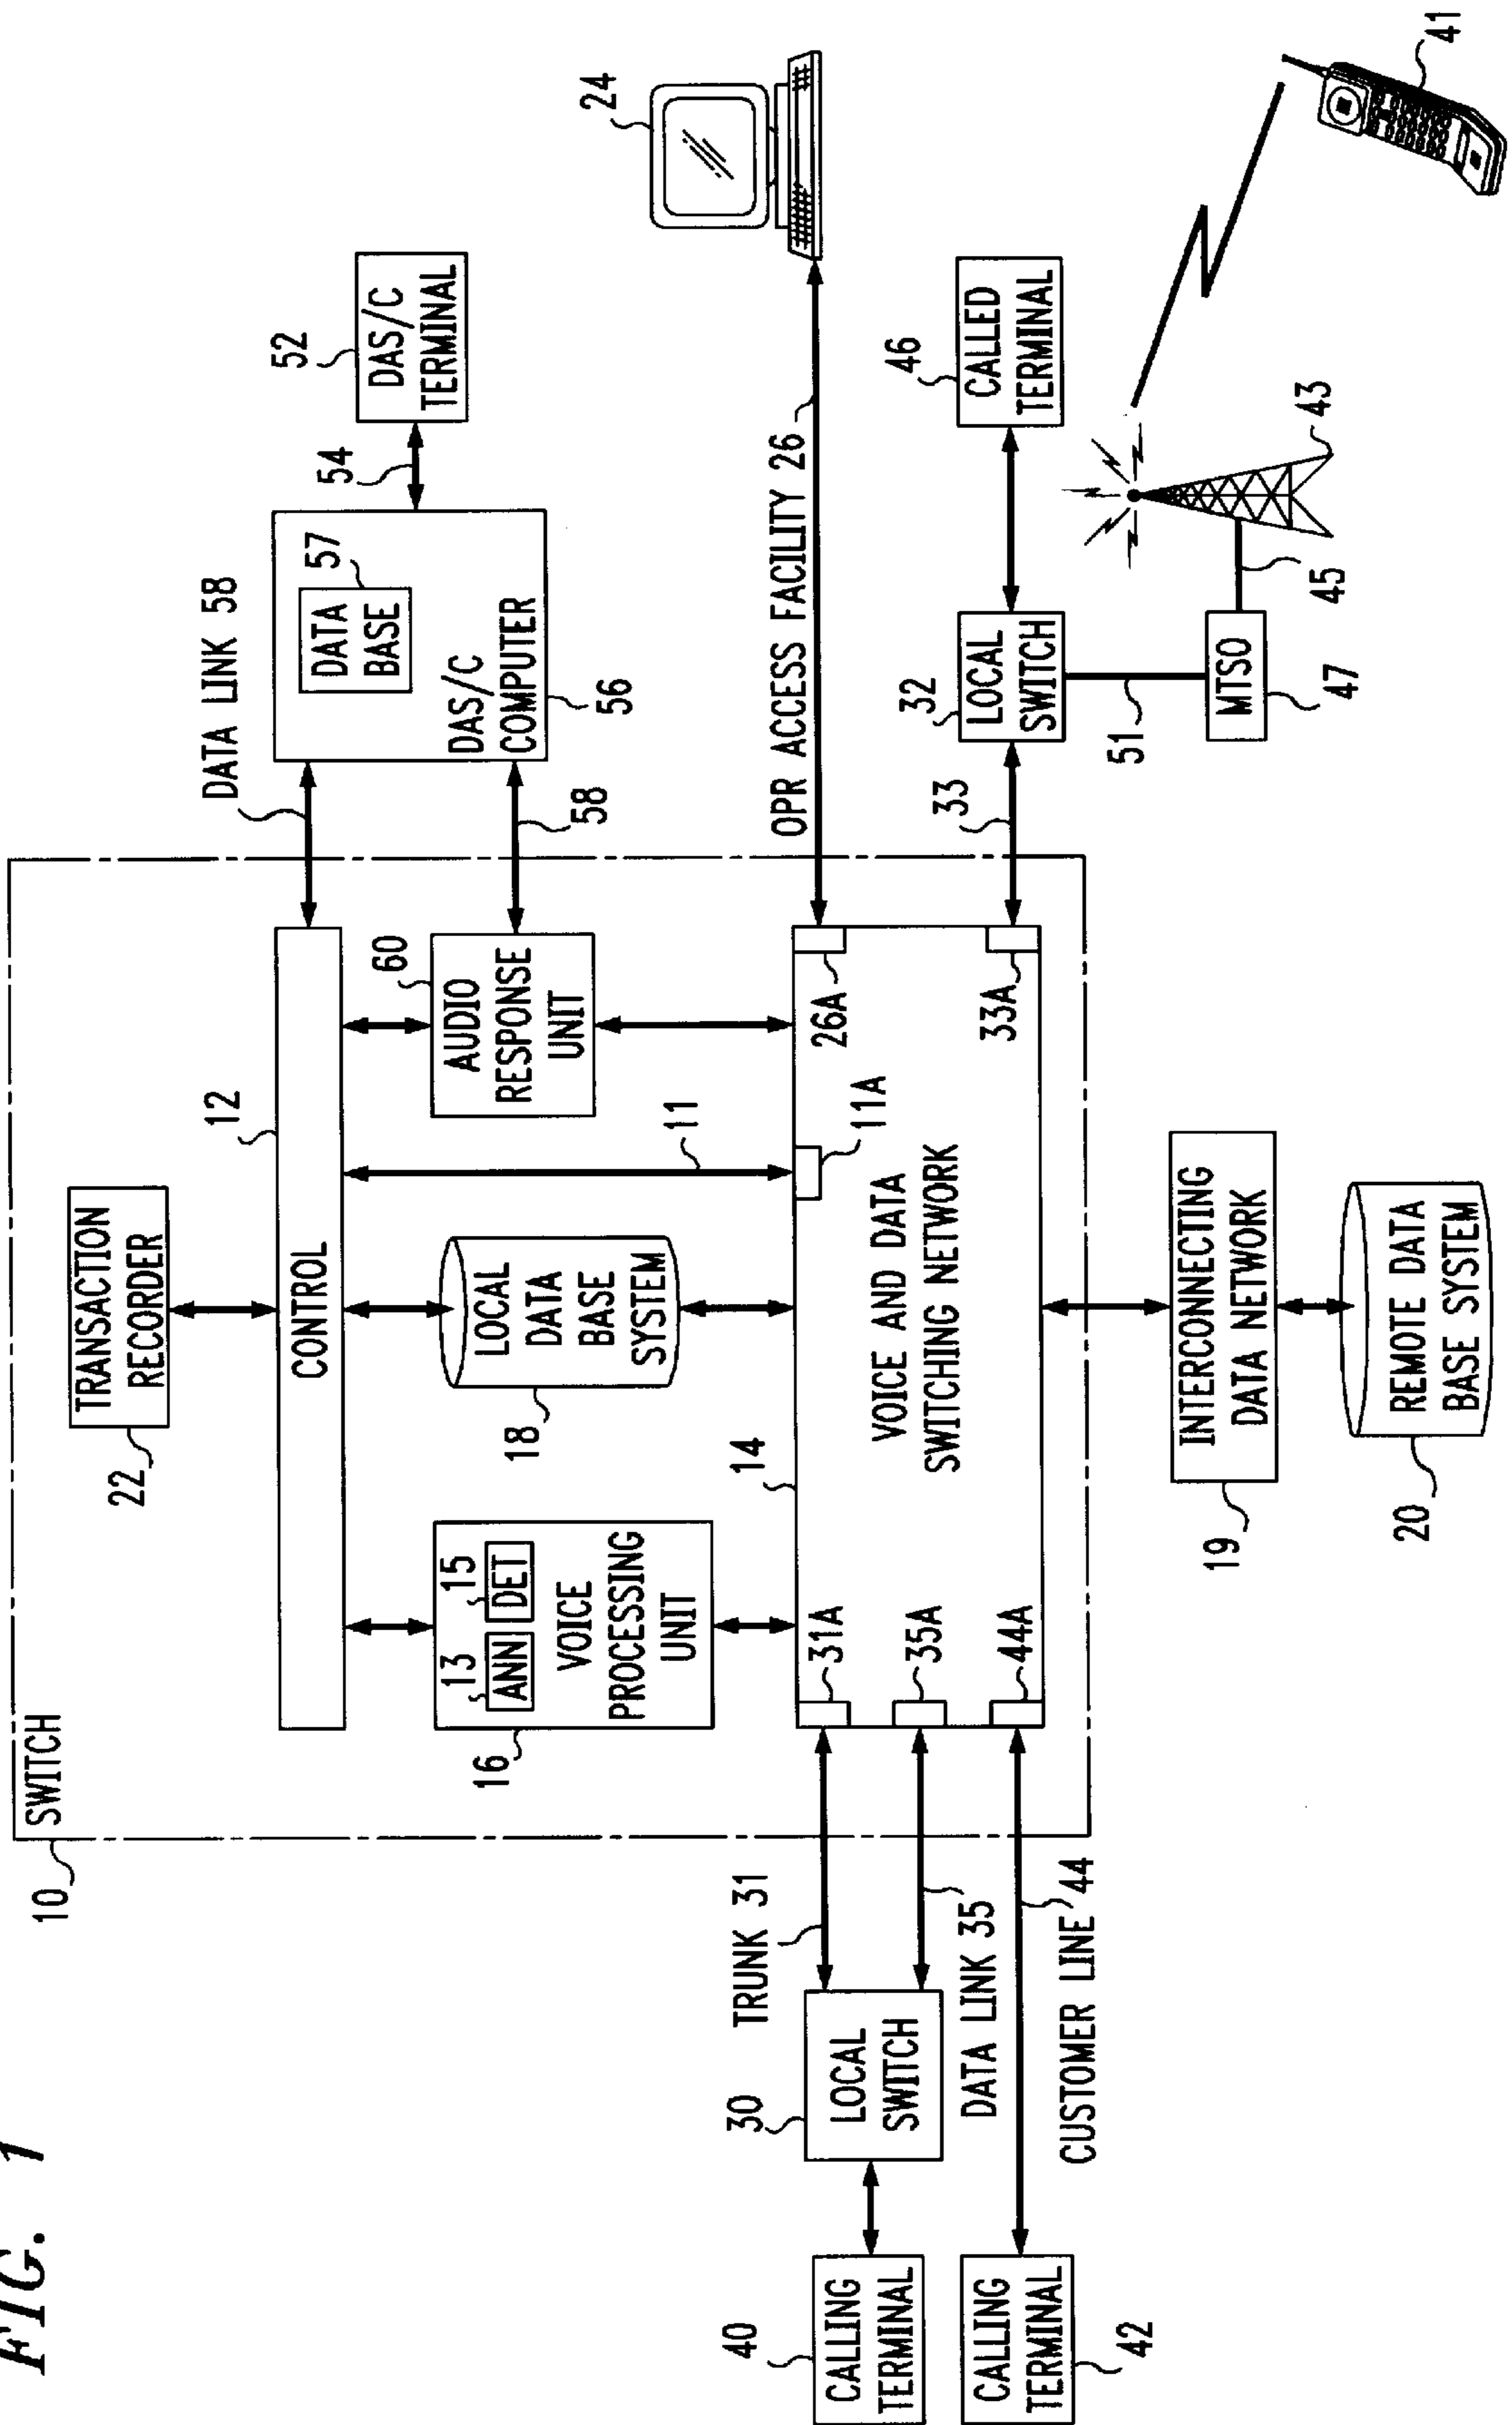 FIG. 1
10
SWITCH
TRANSACTION
RECORDER
22
12
CONTROL
DATA LINK 58
DATA
BASE
57
DAS/C
COMPUTER
56
54
52
DAS/C
TERMINAL
13
15
ANN
DET
VOICE
PROCESSING
UNIT
16
LOCAL
DATA
BASE
SYSTEM
18
11
11A
60
AUDIO
RESPONSE
UNIT
58
24
OPR ACCESS FACILITY 26
14
VOICE AND DATA
SWITCHING NETWORK
31A
35A
44A
26A
33A
TRUNK 31
30
LOCAL
SWITCH
DATA LINK 35
CUSTOMER LINE 44
40
CALLING
TERMINAL
CALLING
TERMINAL
42
33
32
LOCAL
SWITCH
46
CALLED
TERMINAL
51
MTSO
47
45
43
41
INTERCONNECTING
DATA NETWORK
19
REMOTE DATA
BASE SYSTEM
20